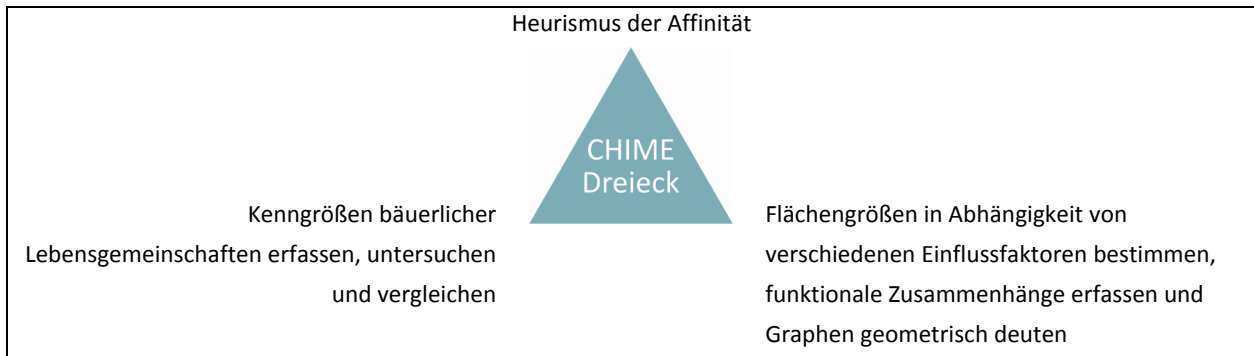 Heurismus der Affinität
CHIME
Dreieck
Kenngrößen bäuerlicher
Lebensgemeinschaften erfassen, untersuchen
und vergleichen
Flächengrößen in Abhängigkeit von
verschiedenen Einflussfaktoren bestimmen,
funktionale Zusammenhänge erfassen und
Graphen geometrisch deuten